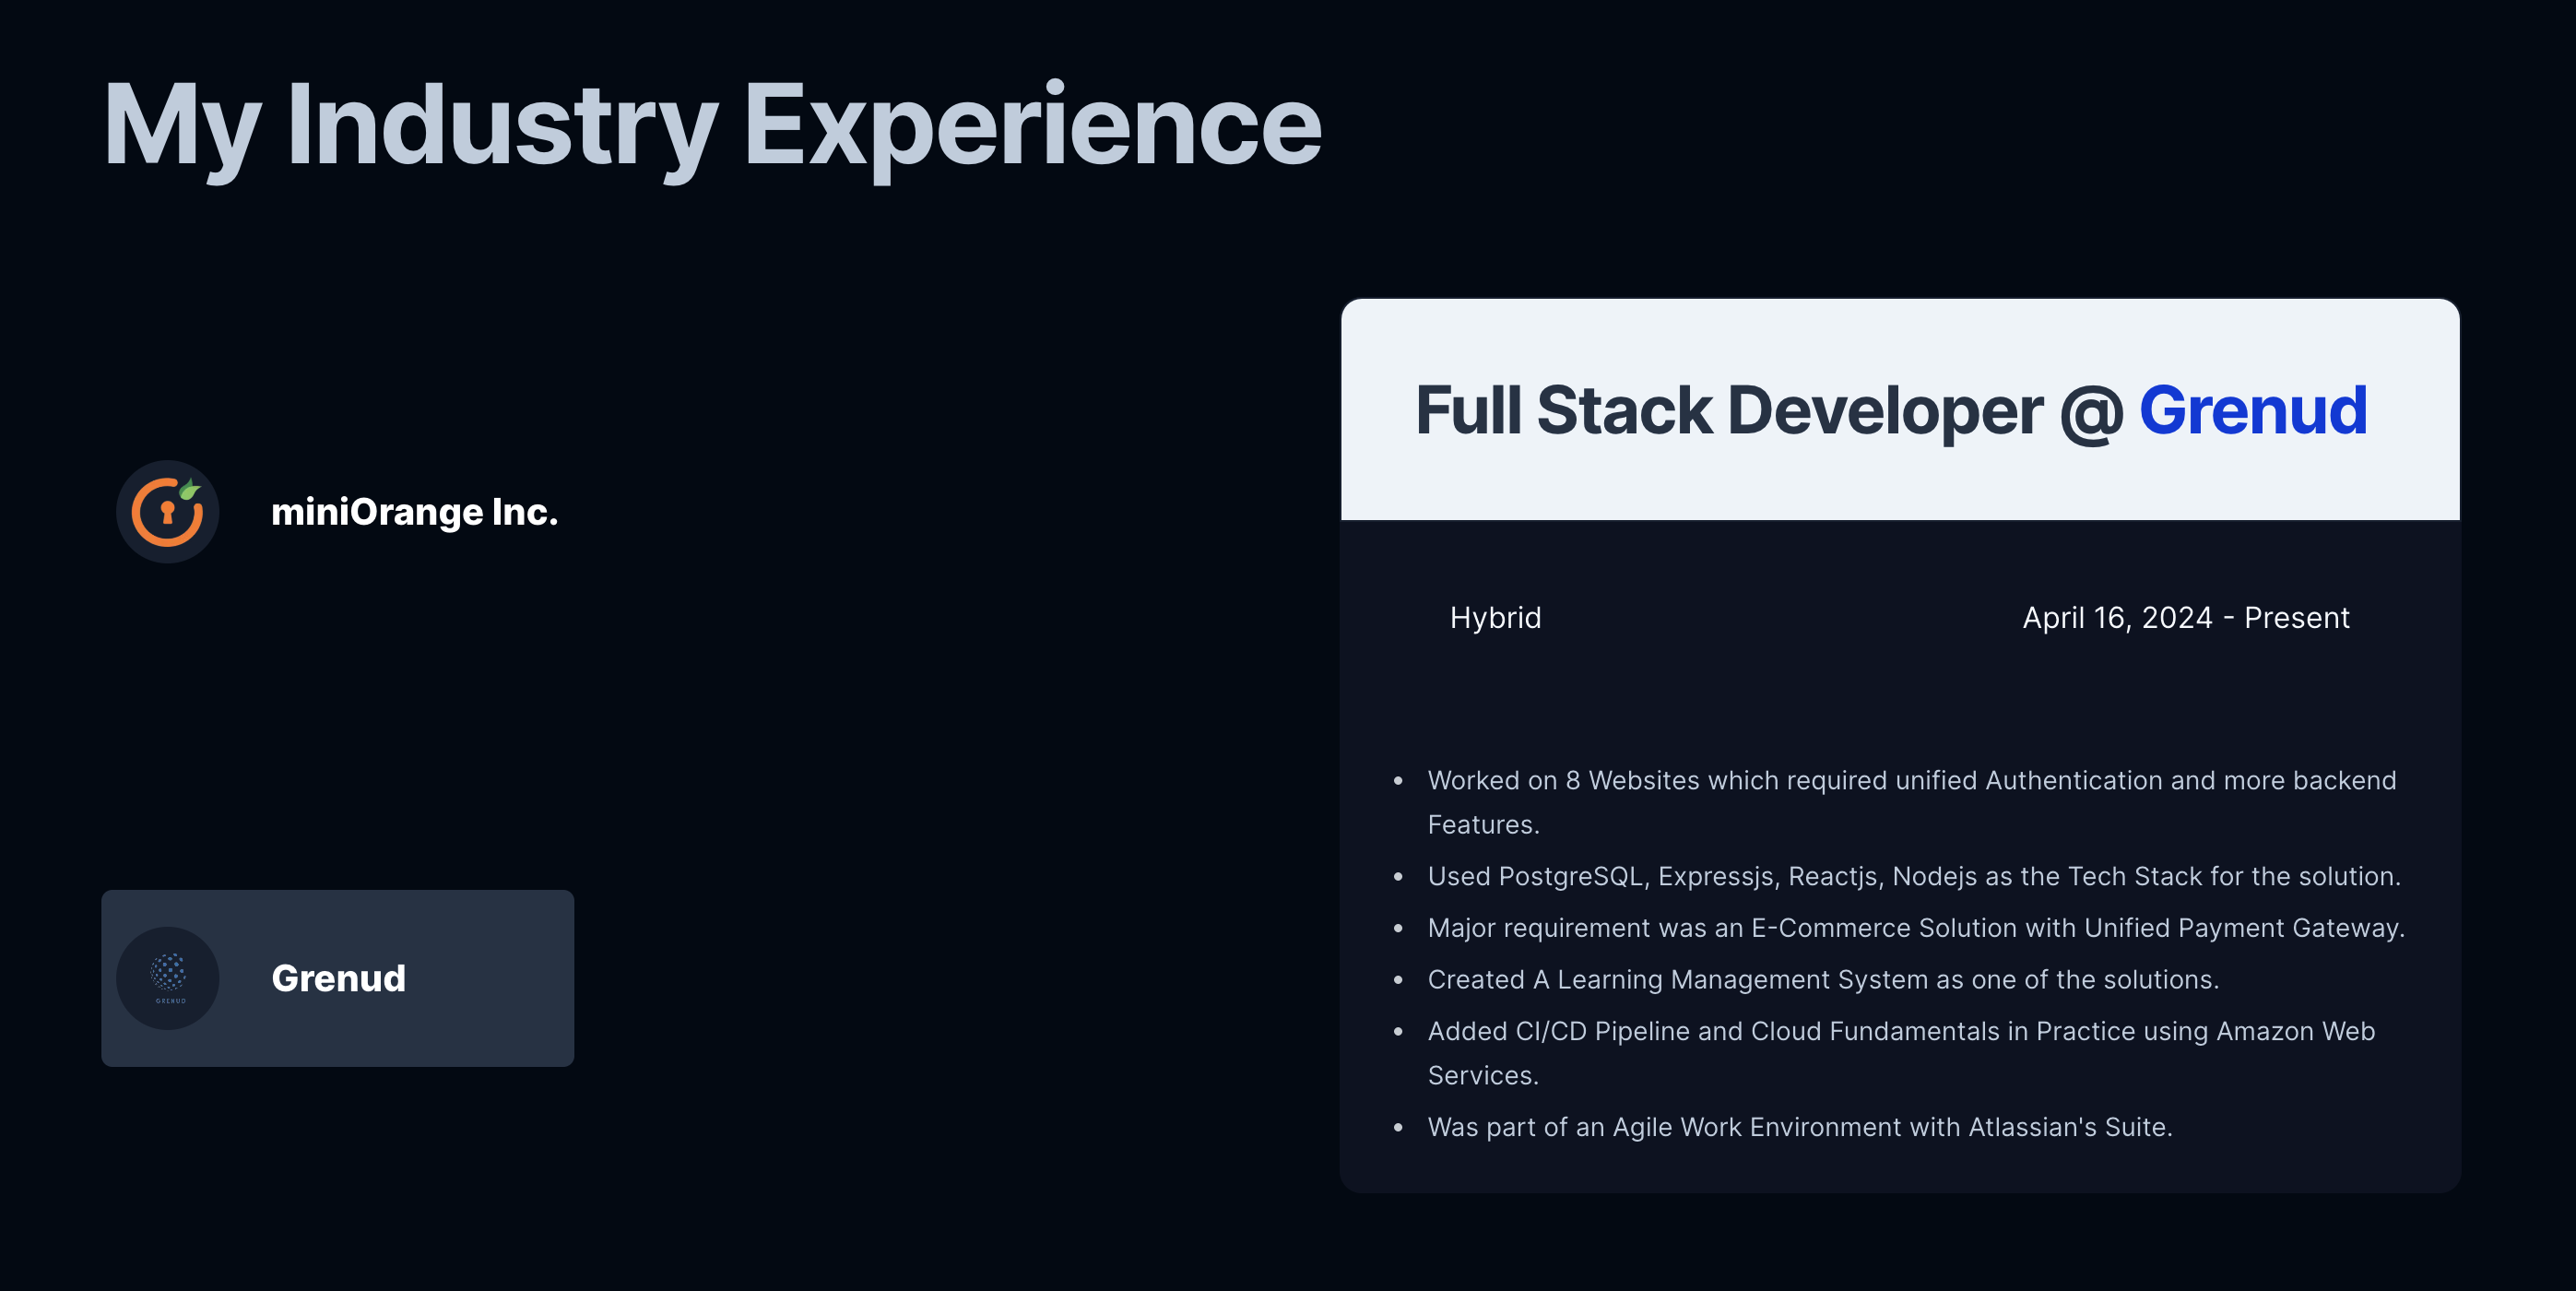 My Industry Experience
miniOrange Inc.
GRENUD
Grenud
Full Stack Developer @ Grenud
Hybrid
April 16, 2024 - Present
• Worked on 8 Websites which required unified Authentication and more backend
Features.
• Used PostgreSQL, Expressjs, Reactjs, Nodejs as the Tech Stack for the solution.
• Major requirement was an E-Commerce Solution with Unified Payment Gateway.
• Created A Learning Management System as one of the solutions.
• Added CI/CD Pipeline and Cloud Fundamentals in Practice using Amazon Web
Services.
• Was part of an Agile Work Environment with Atlassian's Suite.